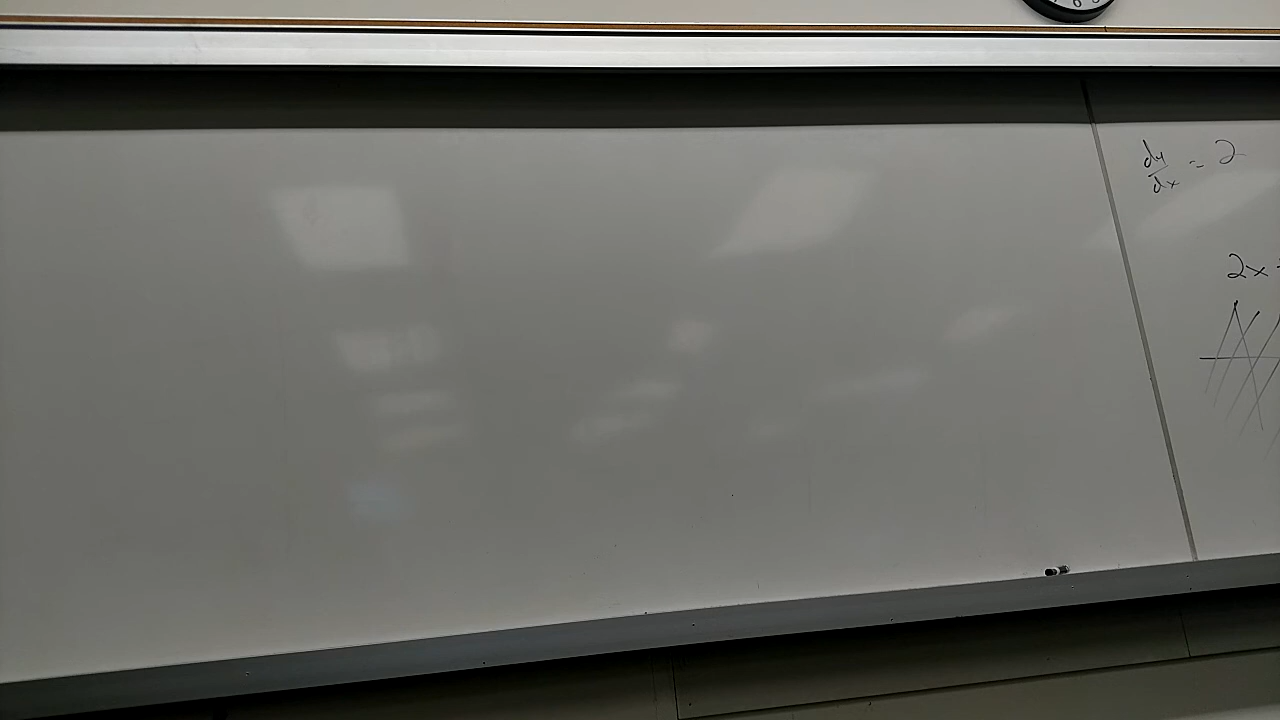 dy/dx = 2
2x